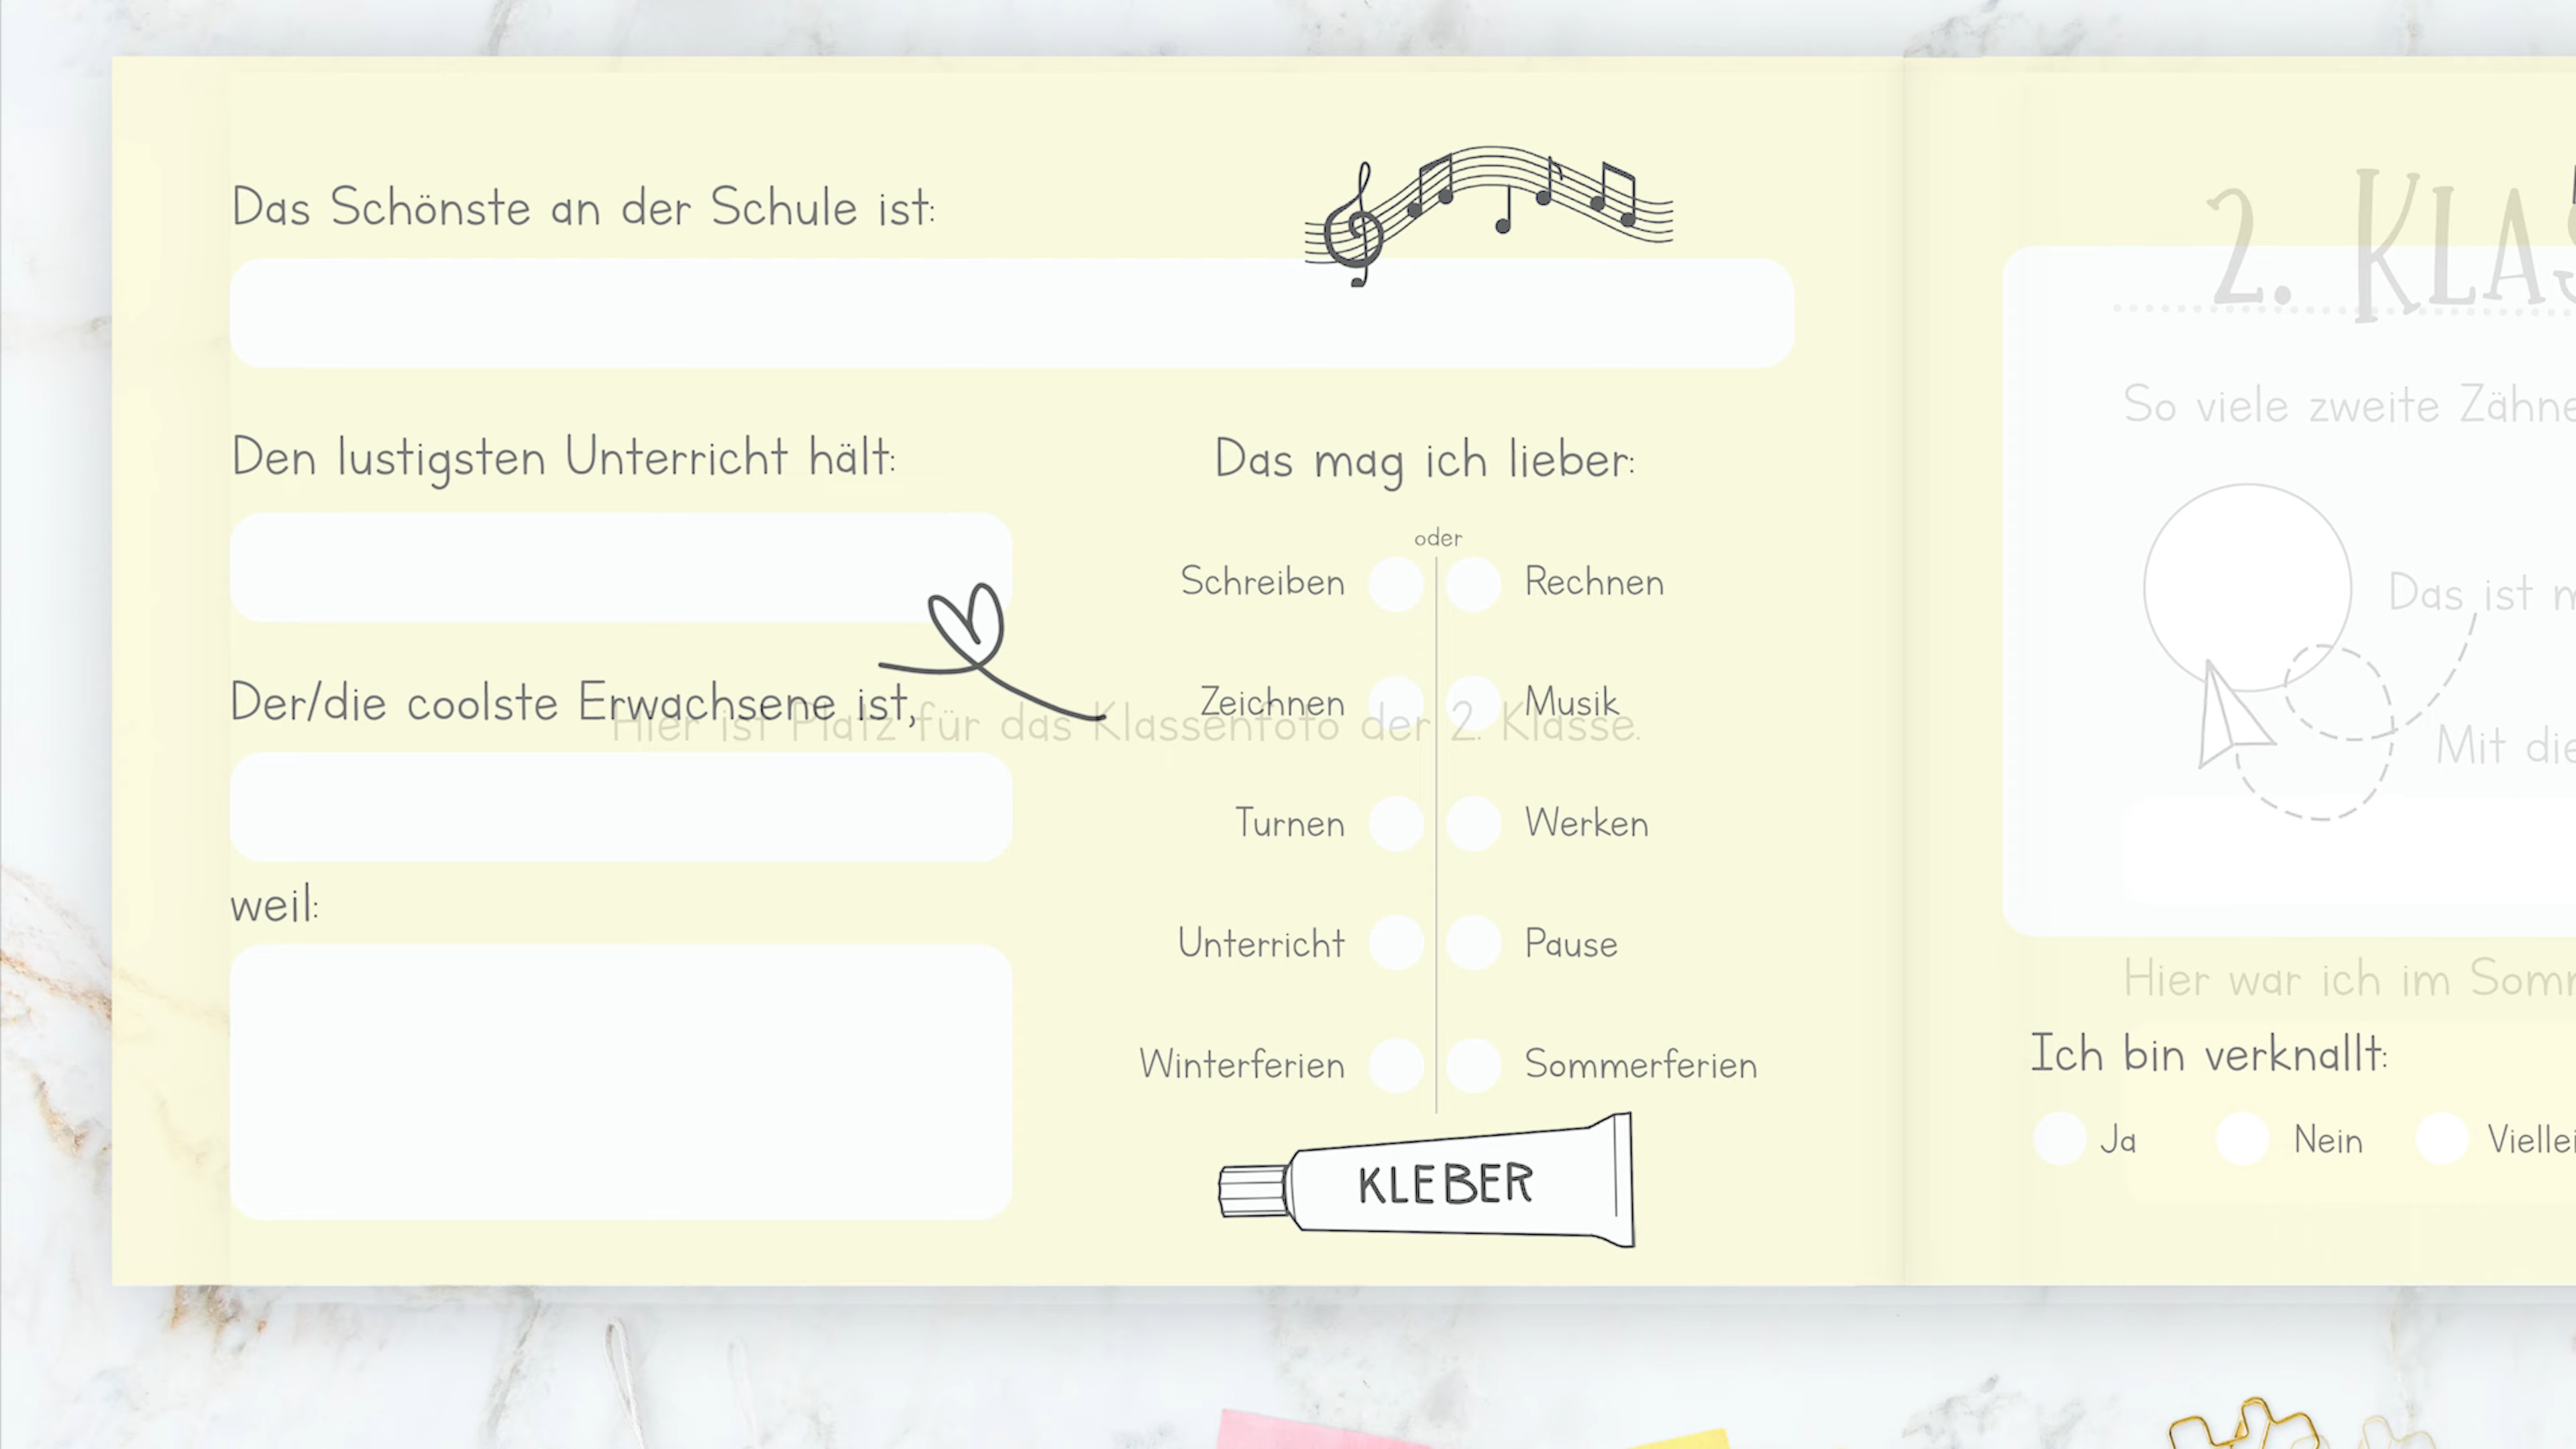 Das Schönste an der Schule ist:
Den lustigsten Unterricht hält:
Der/die coolste Erwachsene ist,
weil:
Das mag ich lieber:
oder
Schreiben Rechnen
Zeichnen Musik
Turnen Werken
Unterricht Pause
Winterferien Sommerferien
KLEBER
Hier ist Platz für das Klassenfoto der 2. Klasse.
2. KLAS
So viele zweite Zähne
Das ist m
Mit die
Hier war ich im Somm
Ich bin verknallt:
Ja Nein Viellei